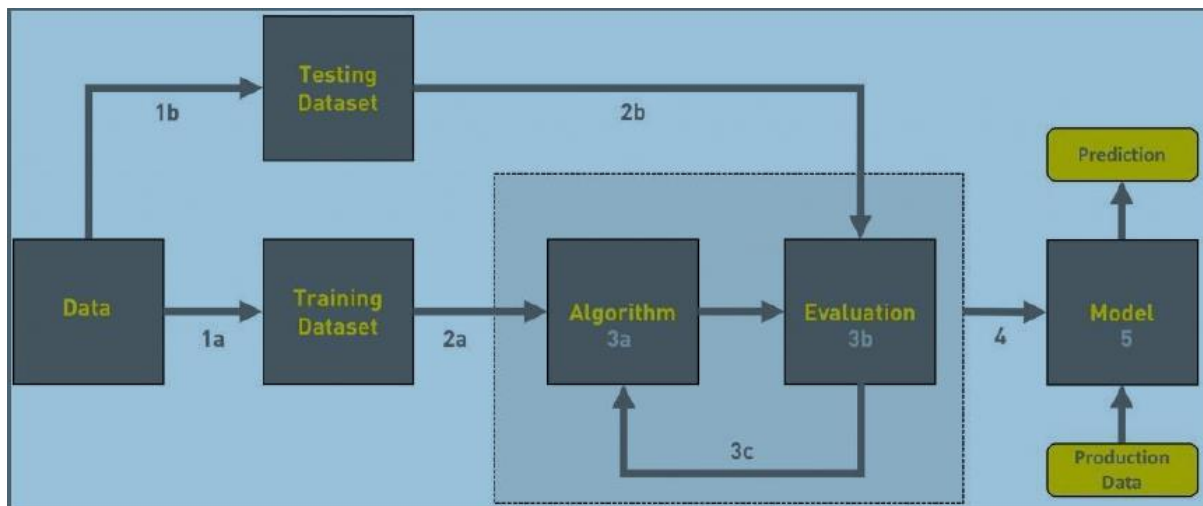 Testing
Dataset
1b
2b
Prediction
Data
1a
Training
Dataset
2a
Algorithm
3a
Evaluation
3b
4
Model
5
3c
Production
Data